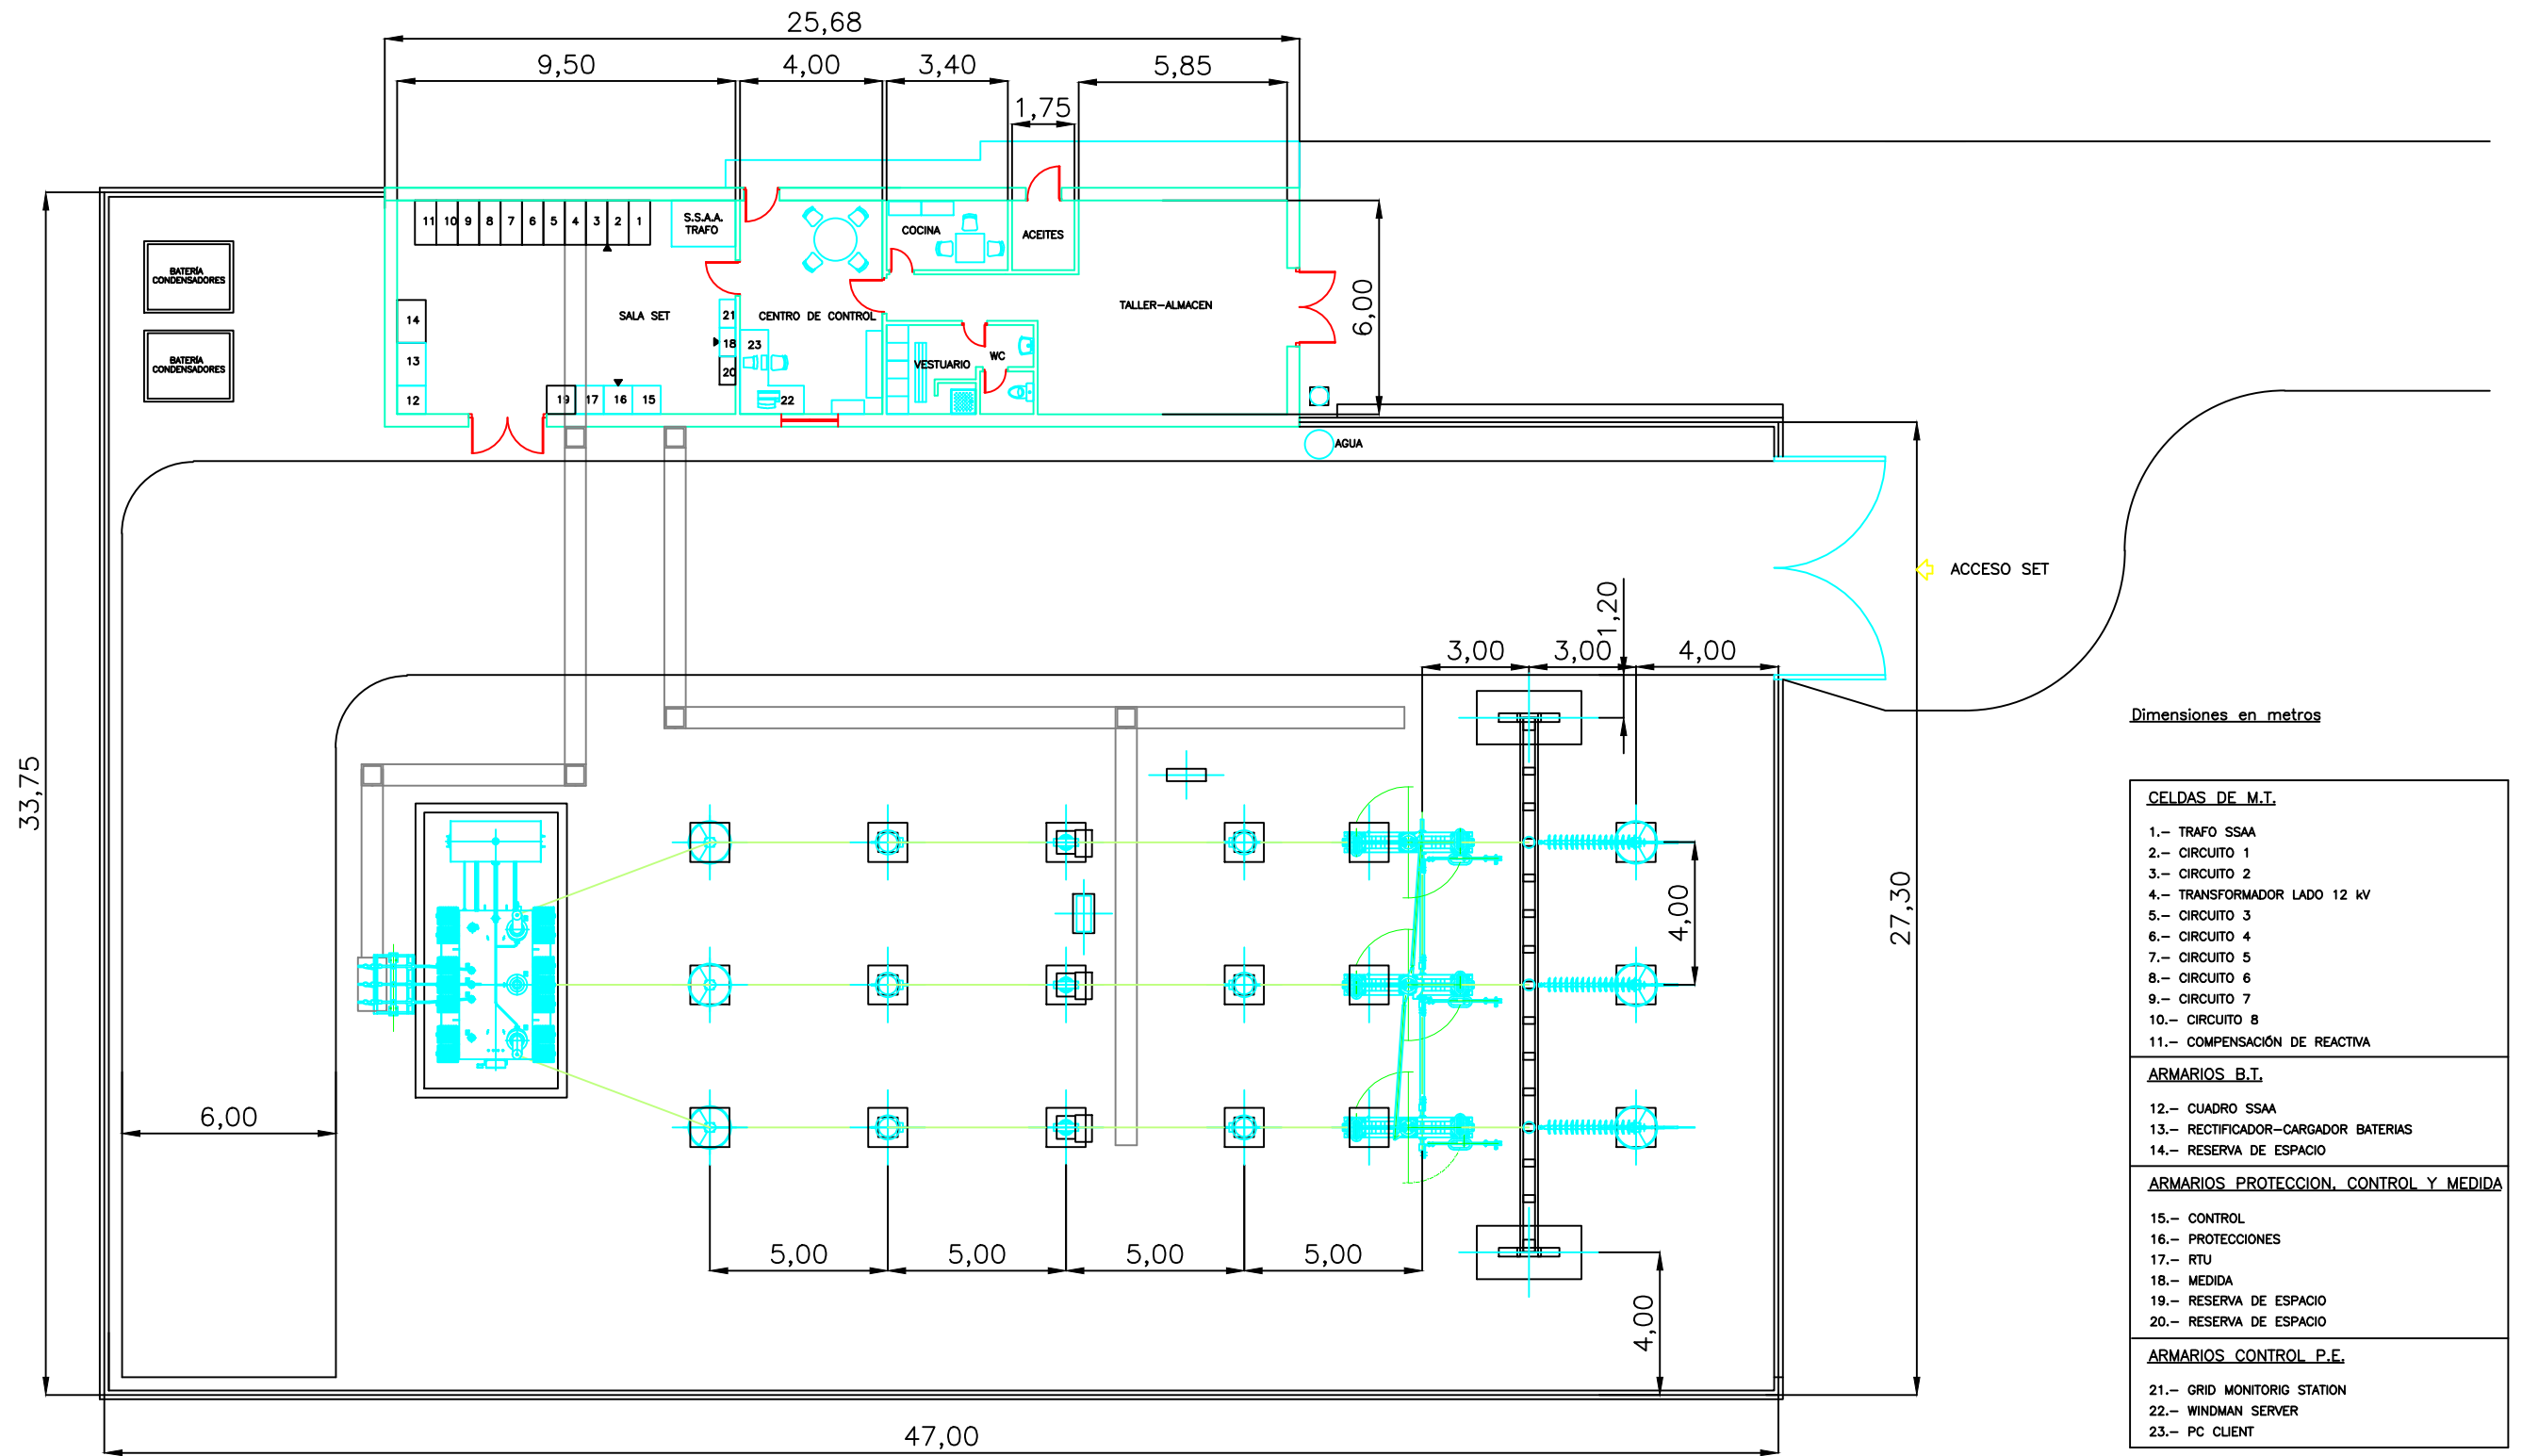 25,68
9,50
4,00
3,40
5,85
1,75
11 10 9 8 7 6 5 4 3 2 1
S.S.A.A.
TRAFO
COCINA
ACEITES
BATERÍA
CONDENSADORES
BATERÍA
CONDENSADORES
14
13
12
SALA SET
21
18
20
CENTRO DE CONTROL
23
22
TALLER-ALMACEN
6,00
VESTUARIO
WC
19 17 16 15
AGUA
ACCESO SET
1,20
3,00
3,00
4,00
33,75
4,00
27,30
6,00
5,00
5,00
5,00
5,00
4,00
47,00
Dimensiones en metros
CELDAS DE M.T.
1.- TRAFO SSAA
2.- CIRCUITO 1
3.- CIRCUITO 2
4.- TRANSFORMADOR LADO 12 kV
5.- CIRCUITO 3
6.- CIRCUITO 4
7.- CIRCUITO 5
8.- CIRCUITO 6
9.- CIRCUITO 7
10.- CIRCUITO 8
11.- COMPENSACIÓN DE REACTIVA
ARMARIOS B.T.
12.- CUADRO SSAA
13.- RECTIFICADOR-CARGADOR BATERIAS
14.- RESERVA DE ESPACIO
ARMARIOS PROTECCION, CONTROL Y MEDIDA
15.- CONTROL
16.- PROTECCIONES
17.- RTU
18.- MEDIDA
19.- RESERVA DE ESPACIO
20.- RESERVA DE ESPACIO
ARMARIOS CONTROL P.E.
21.- GRID MONITORIG STATION
22.- WINDMAN SERVER
23.- PC CLIENT